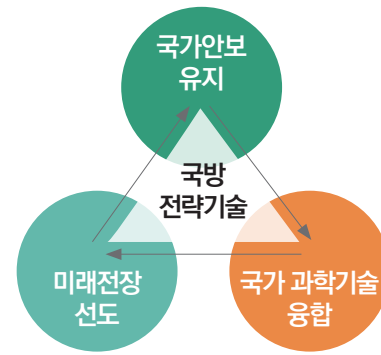 국가안보
유지
국방
전략기술
미래전장
선도
국가 과학기술
융합